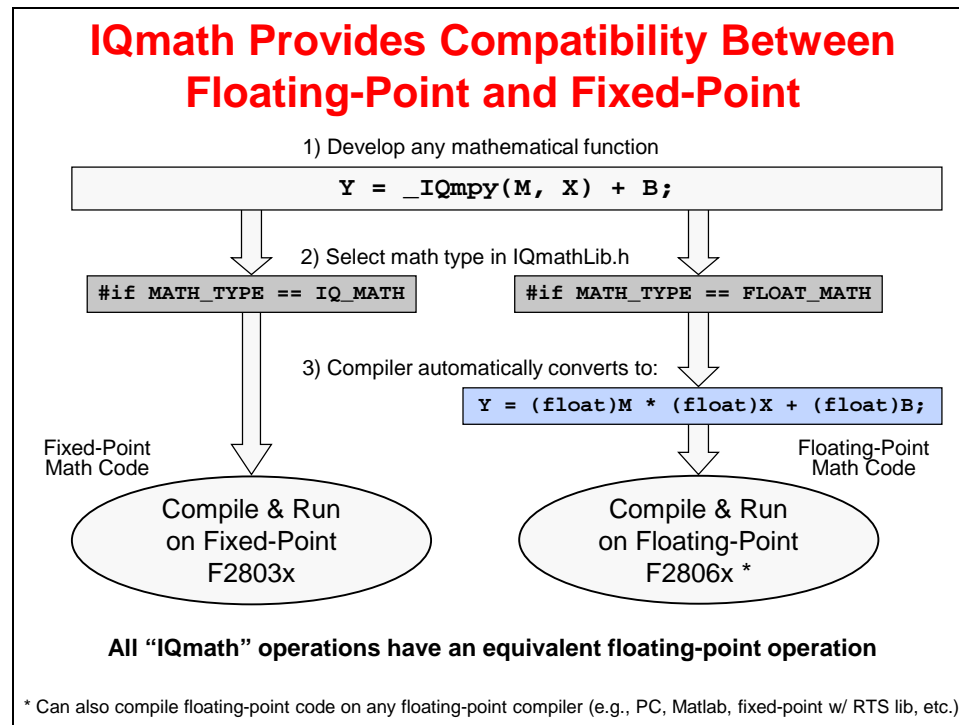 IQmath Provides Compatibility Between
Floating-Point and Fixed-Point
1) Develop any mathematical function
Y = _IQmpy(M, X) + B;
2) Select math type in IQmathLib.h
#if MATH_TYPE == IQ_MATH
#if MATH_TYPE == FLOAT_MATH
3) Compiler automatically converts to:
Y = (float)M * (float)X + (float)B;
Fixed-Point
Math Code
Floating-Point
Math Code
Compile & Run
on Fixed-Point
F2803x
Compile & Run
on Floating-Point
F2806x *
All “IQmath” operations have an equivalent floating-point operation
* Can also compile floating-point code on any floating-point compiler (e.g., PC, Matlab, fixed-point w/ RTS lib, etc.)